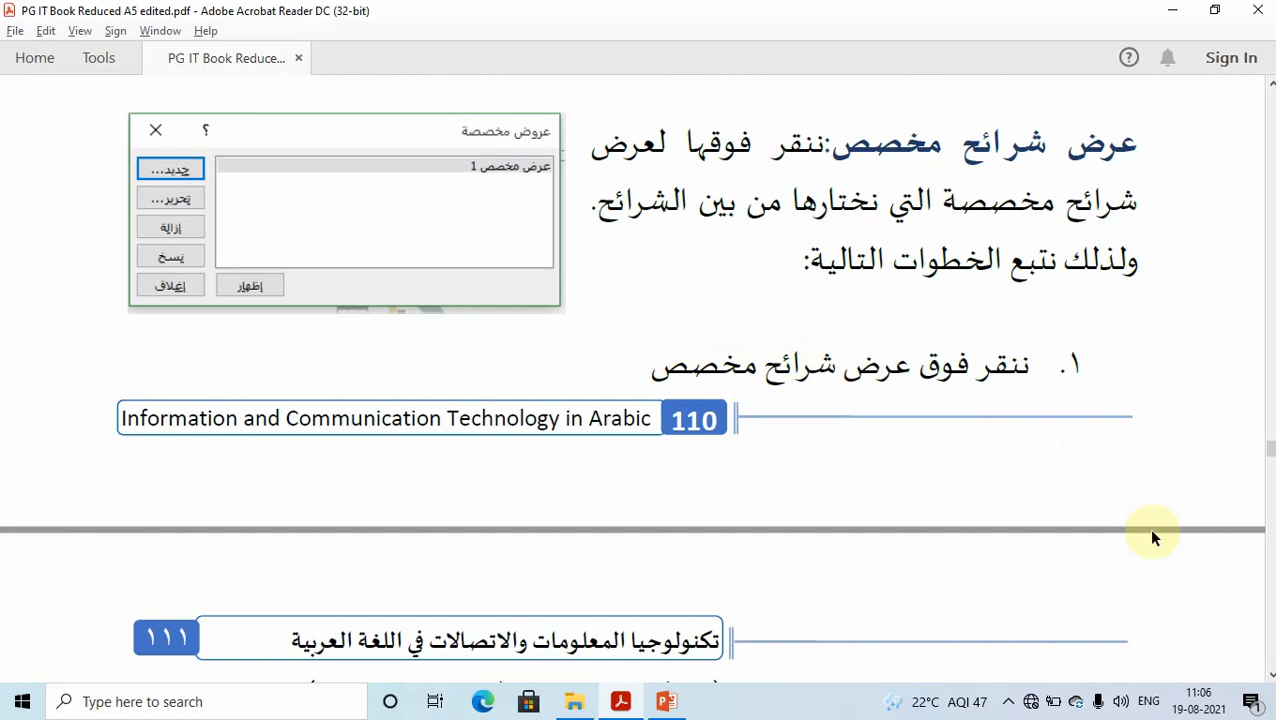 PG IT Book Reduced A5 edited.pdf - Adobe Acrobat Reader DC (32-bit)
File Edit View Sign Window Help
Home Tools PG IT Book Reduce... × ? Sign In
عروض مخصصة
؟
عرض مخصص 1
جديد...
تحرير...
إزالة
نسخ
إغلاق
إظهار
عرض شرائح مخصص:ننقر فوقها لعرض
شرائح مخصصة التي نختارها من بين الشرائح.
ولذلك نتبع الخطوات التالية:
١. ننقر فوق عرض شرائح مخصص
Information and Communication Technology in Arabic 110
١١١ تكنولوجيا المعلومات والاتصالات في اللغة العربية
Type here to search
22°C AQI 47
ENG
11:06
19-08-2021
1